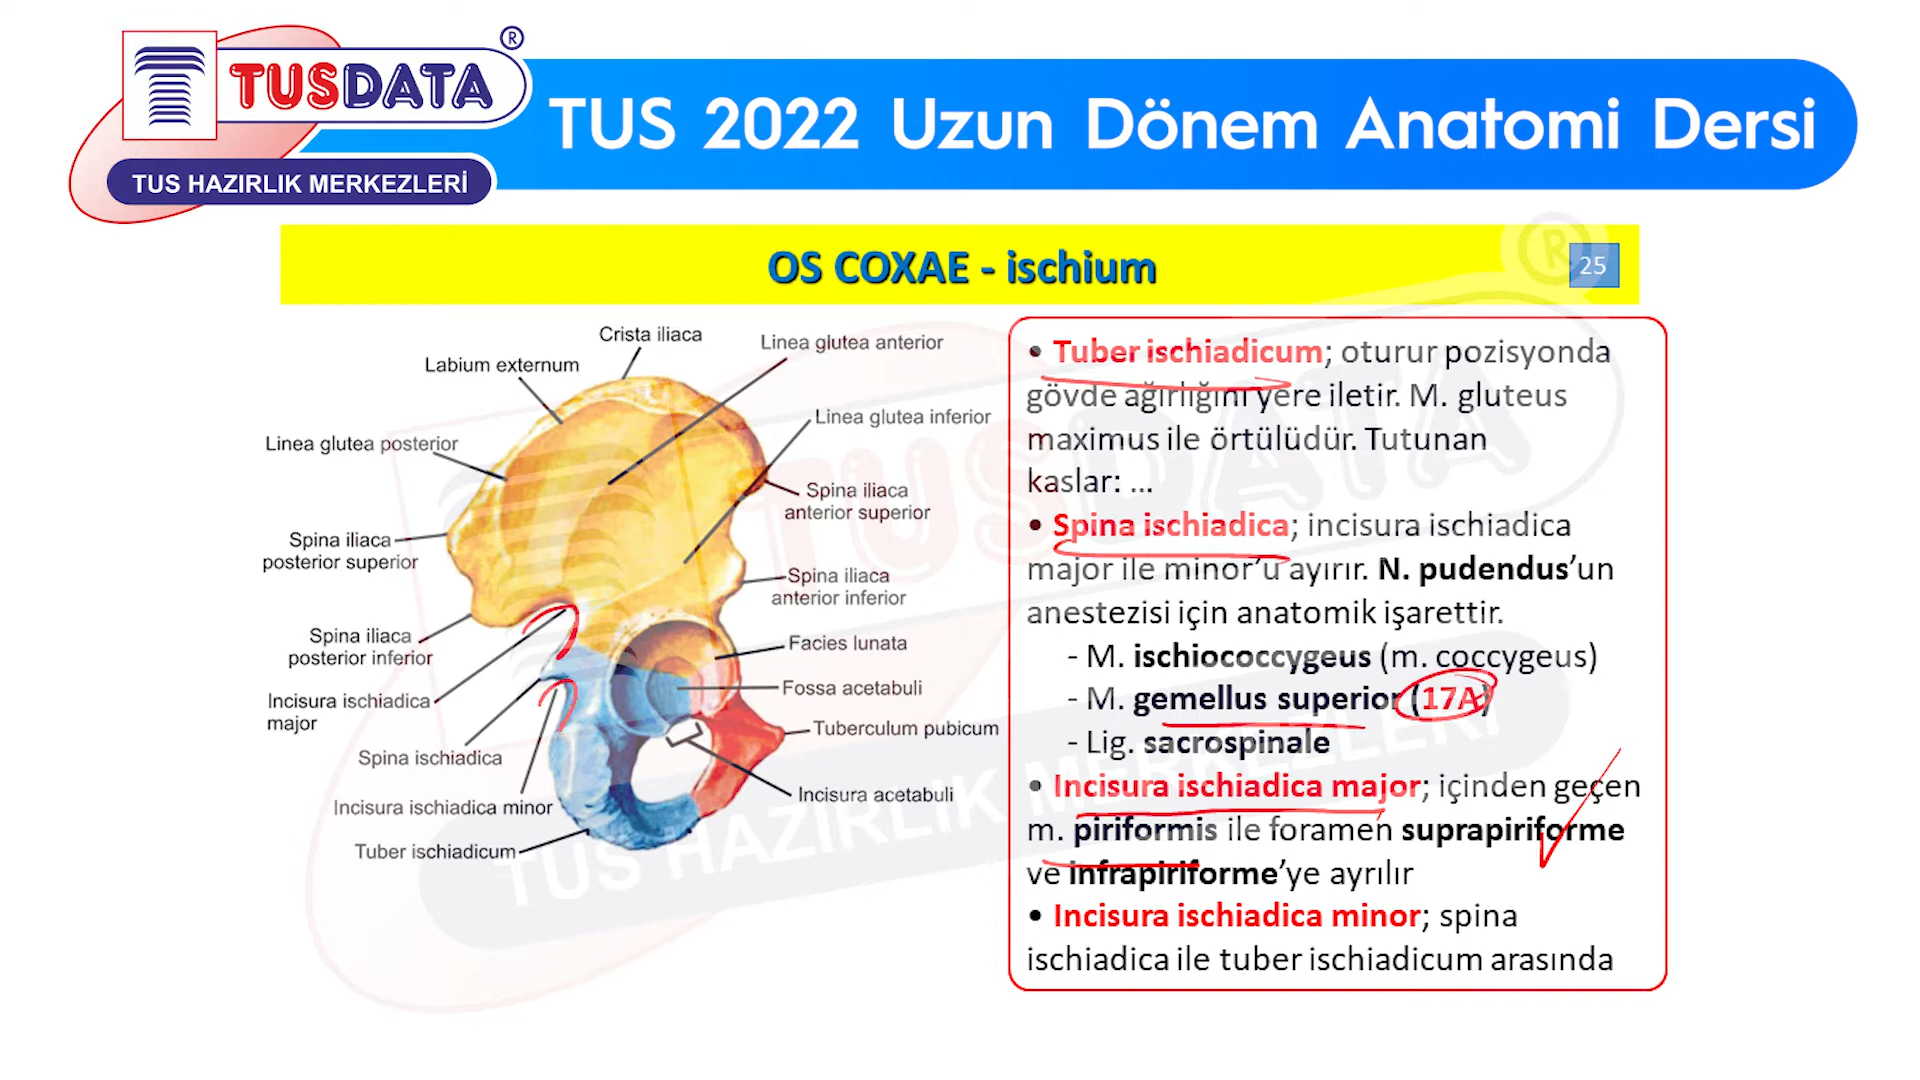 TUSDATA ®
TUS HAZIRLIK MERKEZLERİ
TUS 2022 Uzun Dönem Anatomi Dersi
OS COXAE - ischium
25
Crista iliaca
Labium externum
Linea glutea anterior
Linea glutea inferior
Linea glutea posterior
Spina iliaca
anterior superior
Spina iliaca
posterior superior
Spina iliaca
anterior inferior
Spina iliaca
posterior inferior
Facies lunata
Incisura ischiadica
major
Fossa acetabuli
Tuberculum pubicum
Spina ischiadica
Incisura acetabuli
Incisura ischiadica minor
Tuber ischiadicum
• Tuber ischiadicum; oturur pozisyonda
gövde ağırlığını yere iletir. M. gluteus
maximus ile örtülüdür. Tutunan
kaslar: ...
• Spina ischiadica; incisura ischiadica
major ile minor’u ayırır. N. pudendus’un
anestezisi için anatomik işarettir.
- M. ischiococcygeus (m. coccygeus)
- M. gemellus superior (17A)
- Lig. sacrospinale
• Incisura ischiadica major; içinden geçen
m. piriformis ile foramen suprapiriforme
ve infrapiriforme’ye ayrılır
• Incisura ischiadica minor; spina
ischiadica ile tuber ischiadicum arasında
TUSDATA ®
TUS HAZIRLIK MERKEZLERİ